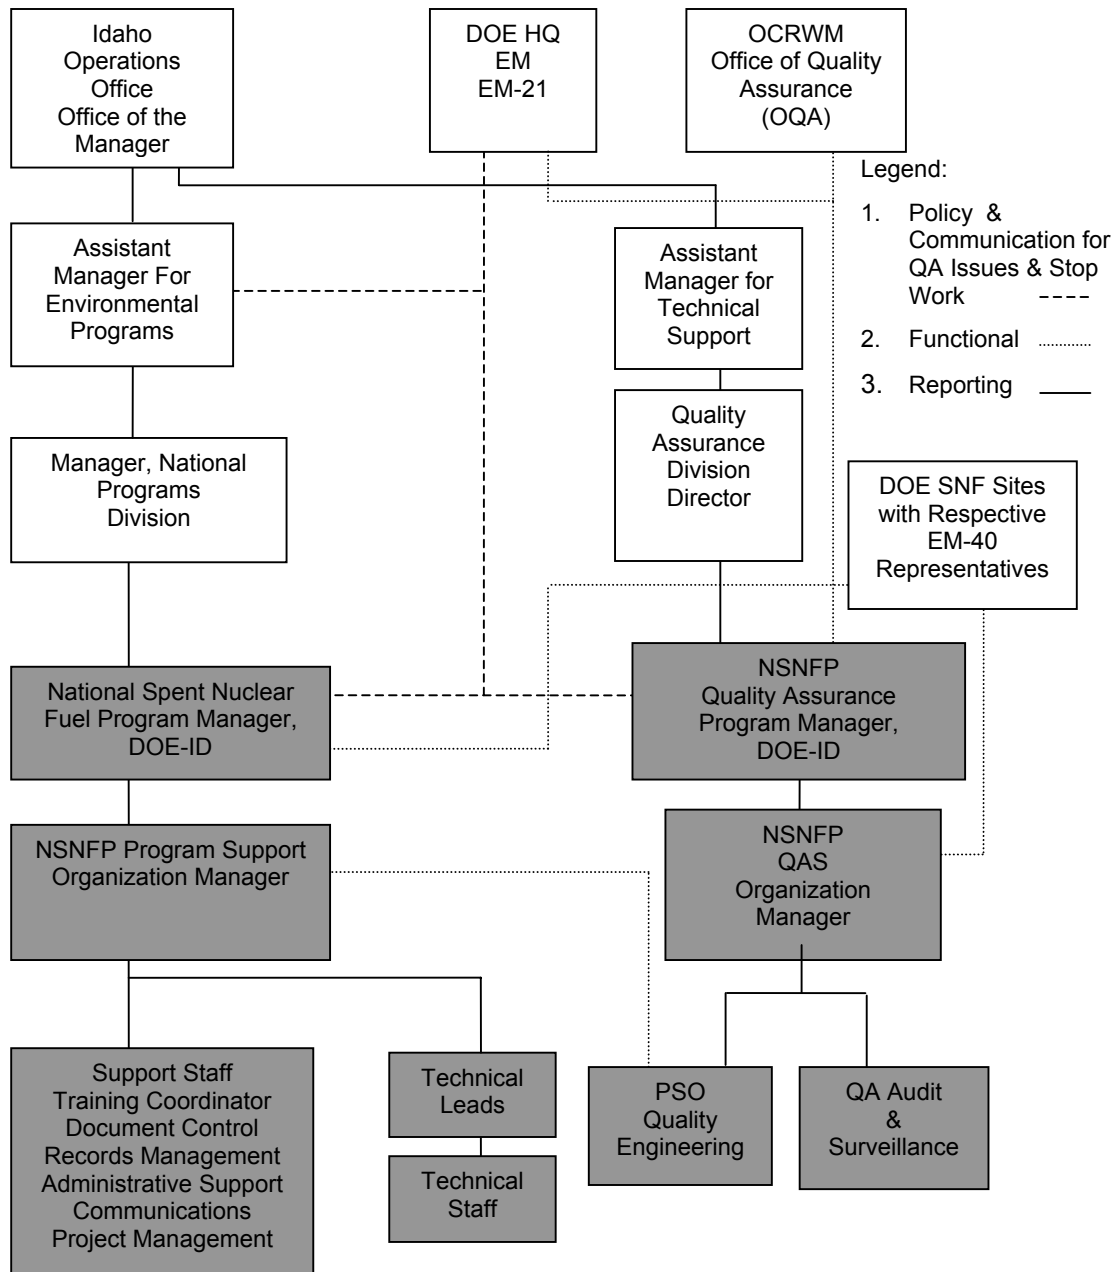 Idaho
Operations
Office
Office of the
Manager
DOE HQ
EM
EM-21
OCRWM
Office of Quality
Assurance
(OQA)
Legend:
1. Policy &
Communication for
QA Issues & Stop
Work ----
2. Functional .............
3. Reporting ____
Assistant
Manager For
Environmental
Programs
Assistant
Manager for
Technical
Support
Manager, National
Programs
Division
Quality
Assurance
Division
Director
DOE SNF Sites
with Respective
EM-40
Representatives
National Spent Nuclear
Fuel Program Manager,
DOE-ID
NSNFP
Quality Assurance
Program Manager,
DOE-ID
NSNFP Program Support
Organization Manager
NSNFP
QAS
Organization
Manager
Support Staff
Training Coordinator
Document Control
Records Management
Administrative Support
Communications
Project Management
Technical
Leads
Technical
Staff
PSO
Quality
Engineering
QA Audit
&
Surveillance